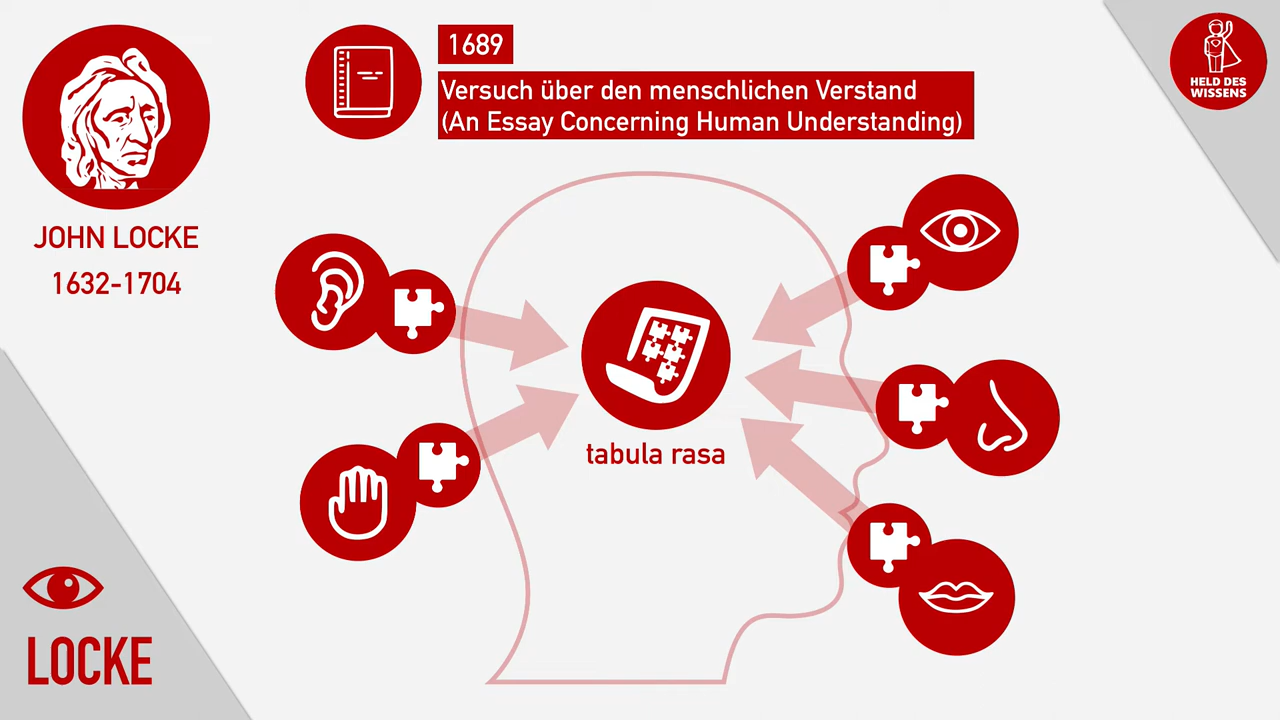 JOHN LOCKE
1632-1704
1689
Versuch über den menschlichen Verstand
(An Essay Concerning Human Understanding)
HELD DES
WISSENS
tabula rasa
LOCKE